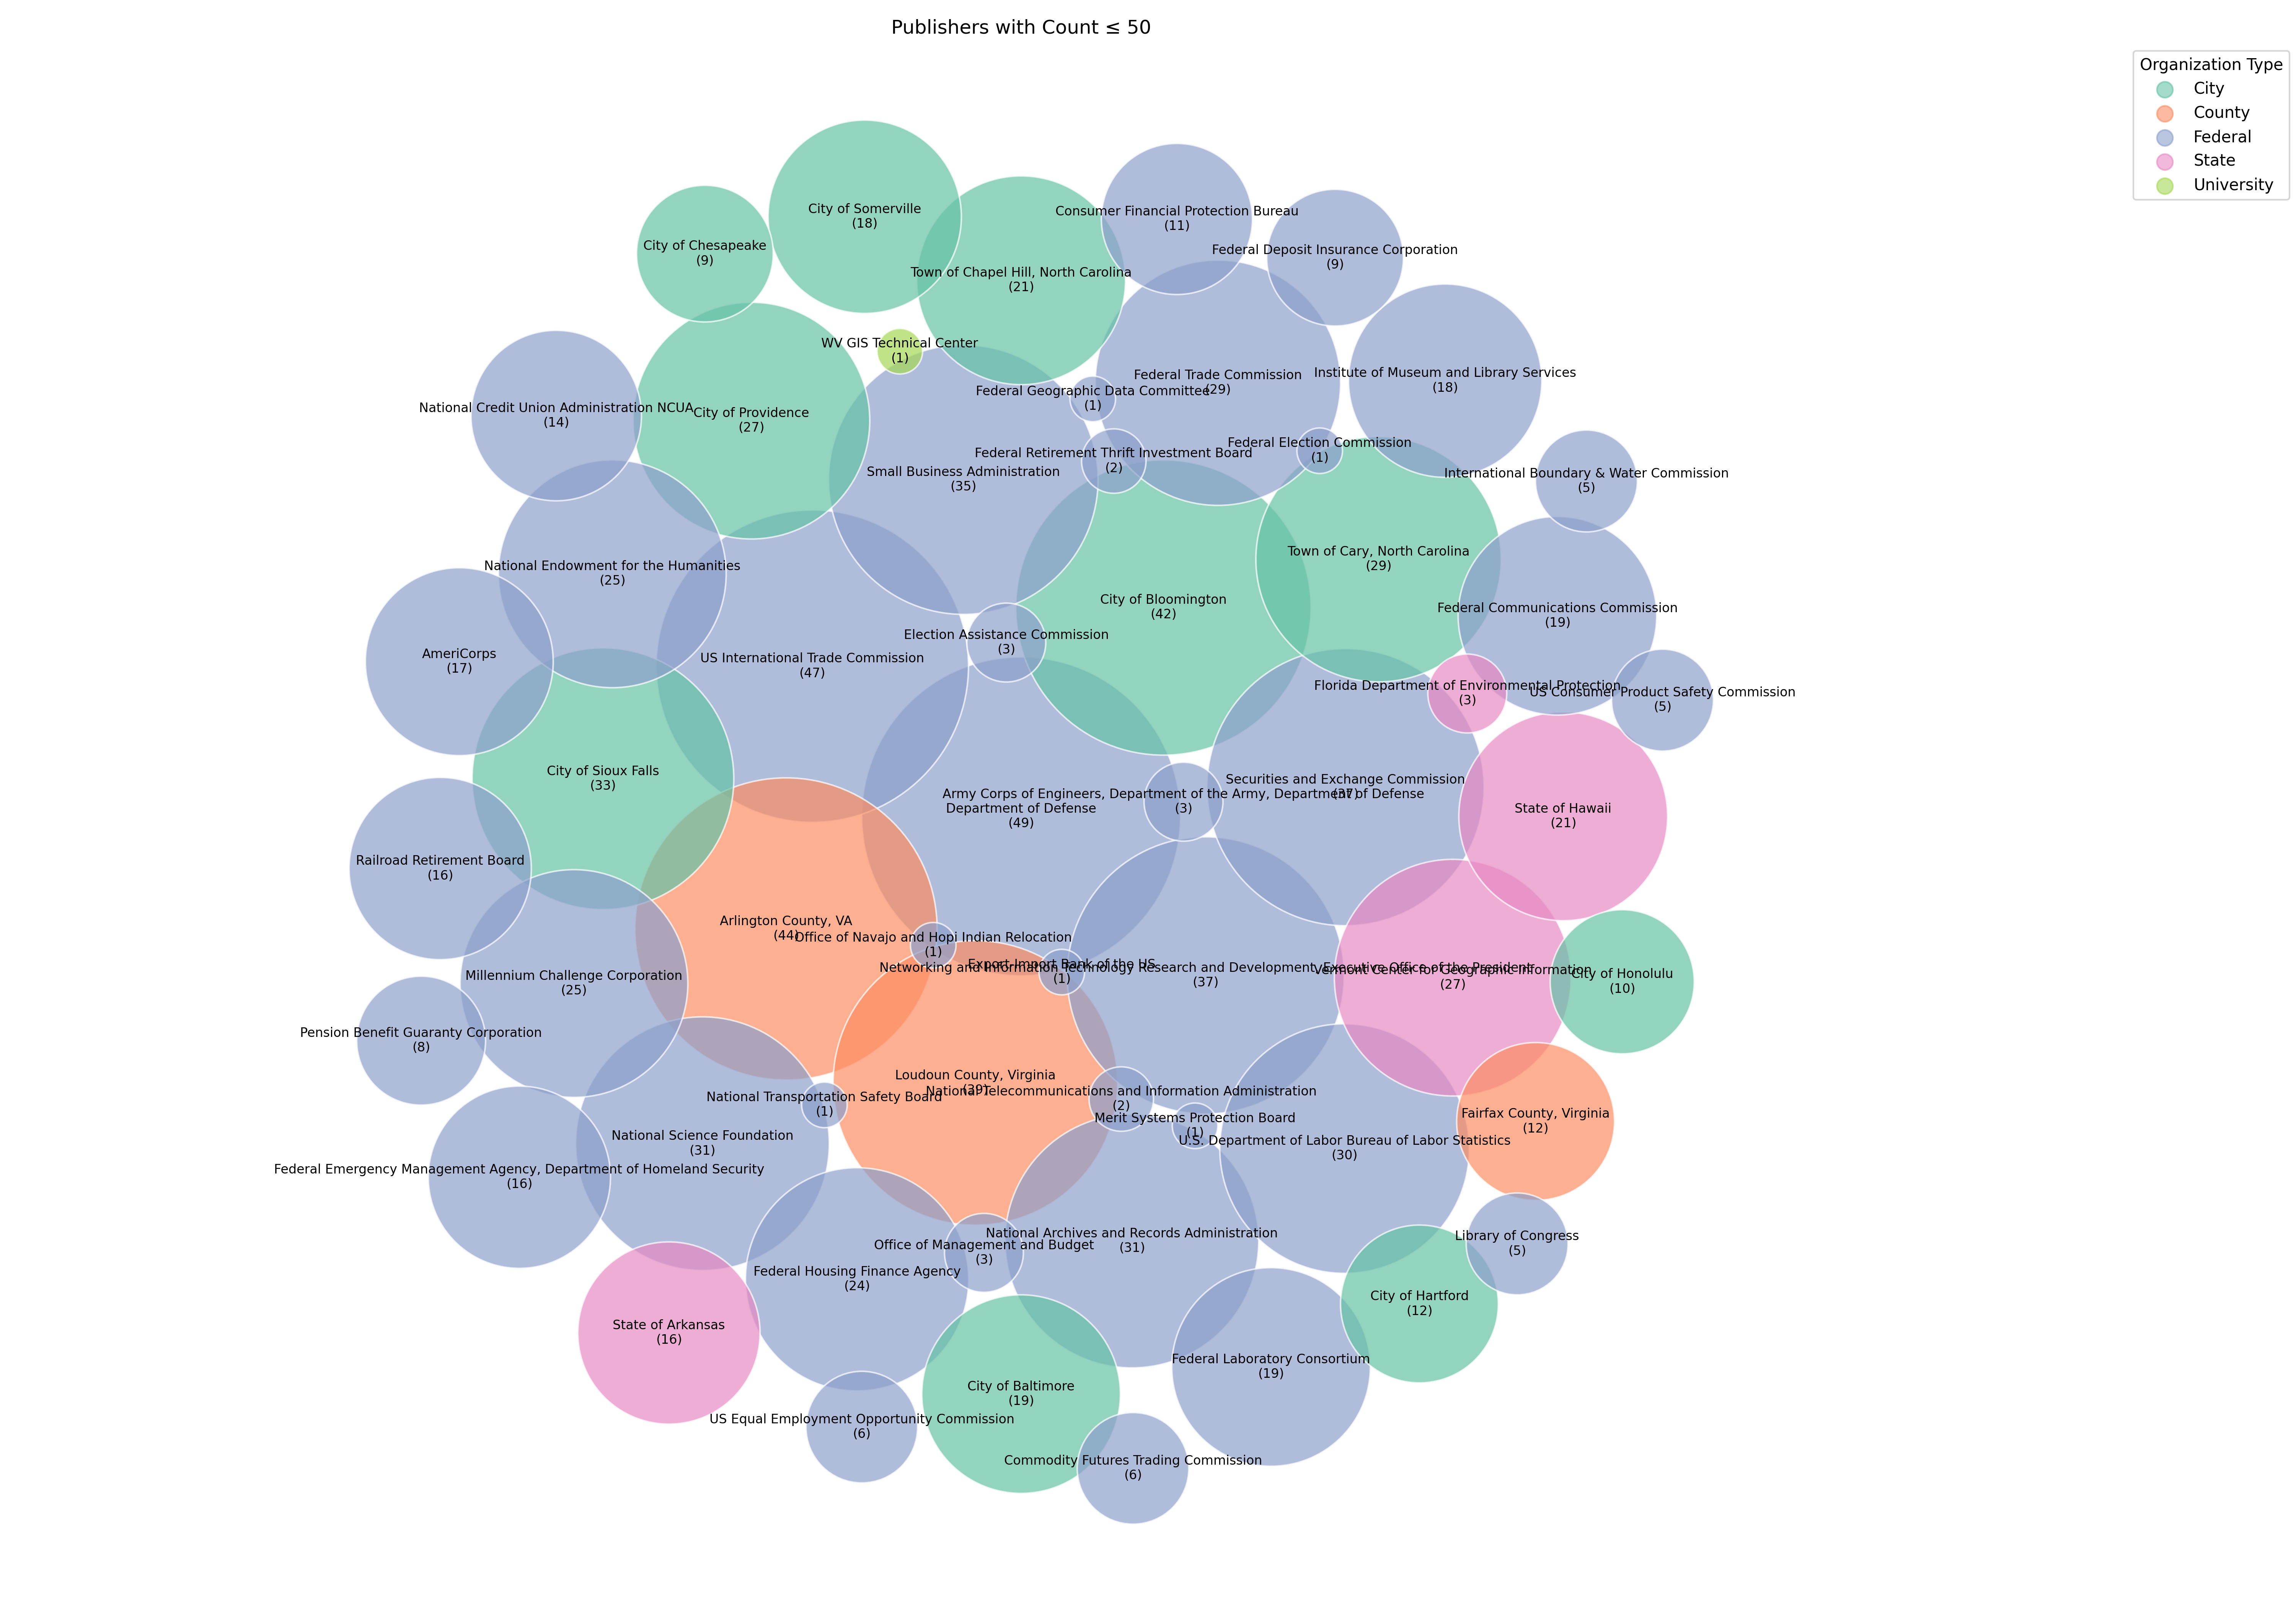 Publishers with Count ≤ 50
Organization Type
City
County
Federal
State
University
City of Somerville
(18)
Consumer Financial Protection Bureau
(11)
City of Chesapeake
(9)
Federal Deposit Insurance Corporation
(9)
Town of Chapel Hill, North Carolina
(21)
WV GIS Technical Center
(1)
Federal Trade Commission
(29)
Institute of Museum and Library Services
(18)
Federal Geographic Data Committee
(1)
National Credit Union Administration NCUA
(14)
City of Providence
(27)
Federal Election Commission
(1)
Federal Retirement Thrift Investment Board
(2)
Small Business Administration
(35)
International Boundary & Water Commission
(5)
Town of Cary, North Carolina
(29)
National Endowment for the Humanities
(25)
City of Bloomington
(42)
Federal Communications Commission
(19)
Election Assistance Commission
(3)
AmeriCorps
(17)
US International Trade Commission
(47)
Florida Department of Environmental Protection
(3)
US Consumer Product Safety Commission
(5)
City of Sioux Falls
(33)
Securities and Exchange Commission
(37)
Army Corps of Engineers, Department of the Army, Department of Defense
(3)
Department of Defense
(49)
State of Hawaii
(21)
Railroad Retirement Board
(16)
Arlington County, VA
(44)
Office of Navajo and Hopi Indian Relocation
(1)
Export-Import Bank of the US
(1)
Networking and Information Technology Research and Development, Executive Office of the President
(37)
Vermont Center for Geographic Information
(27)
City of Honolulu
(10)
Millennium Challenge Corporation
(25)
Pension Benefit Guaranty Corporation
(8)
Loudoun County, Virginia
(39)
National Telecommunications and Information Administration
(2)
National Transportation Safety Board
(1)
Merit Systems Protection Board
(1)
Fairfax County, Virginia
(12)
National Science Foundation
(31)
U.S. Department of Labor Bureau of Labor Statistics
(30)
Federal Emergency Management Agency, Department of Homeland Security
(16)
National Archives and Records Administration
(31)
Library of Congress
(5)
Office of Management and Budget
(3)
Federal Housing Finance Agency
(24)
City of Hartford
(12)
State of Arkansas
(16)
Federal Laboratory Consortium
(19)
City of Baltimore
(19)
US Equal Employment Opportunity Commission
(6)
Commodity Futures Trading Commission
(6)